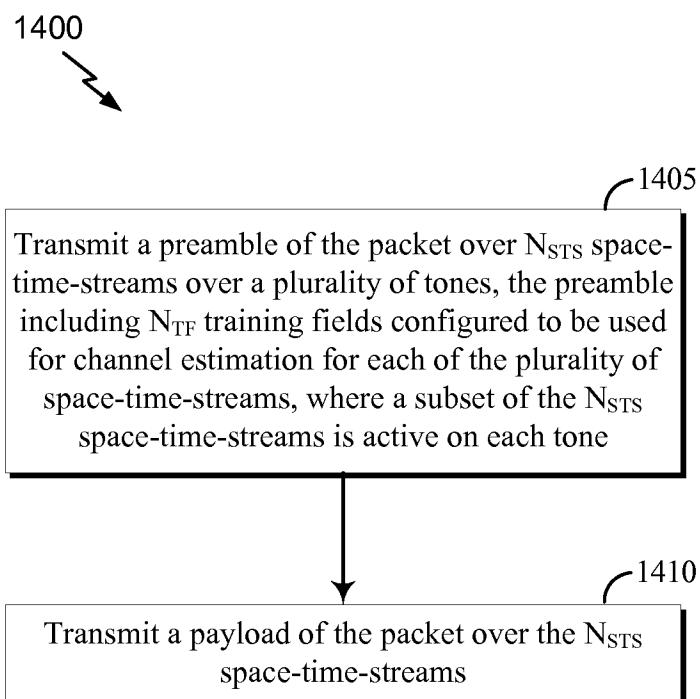 1400
1405
Transmit a preamble of the packet over NSTS space-
time-streams over a plurality of tones, the preamble
including NTF training fields configured to be used
for channel estimation for each of the plurality of
space-time-streams, where a subset of the NSTS
space-time-streams is active on each tone
1410
Transmit a payload of the packet over the NSTS
space-time-streams